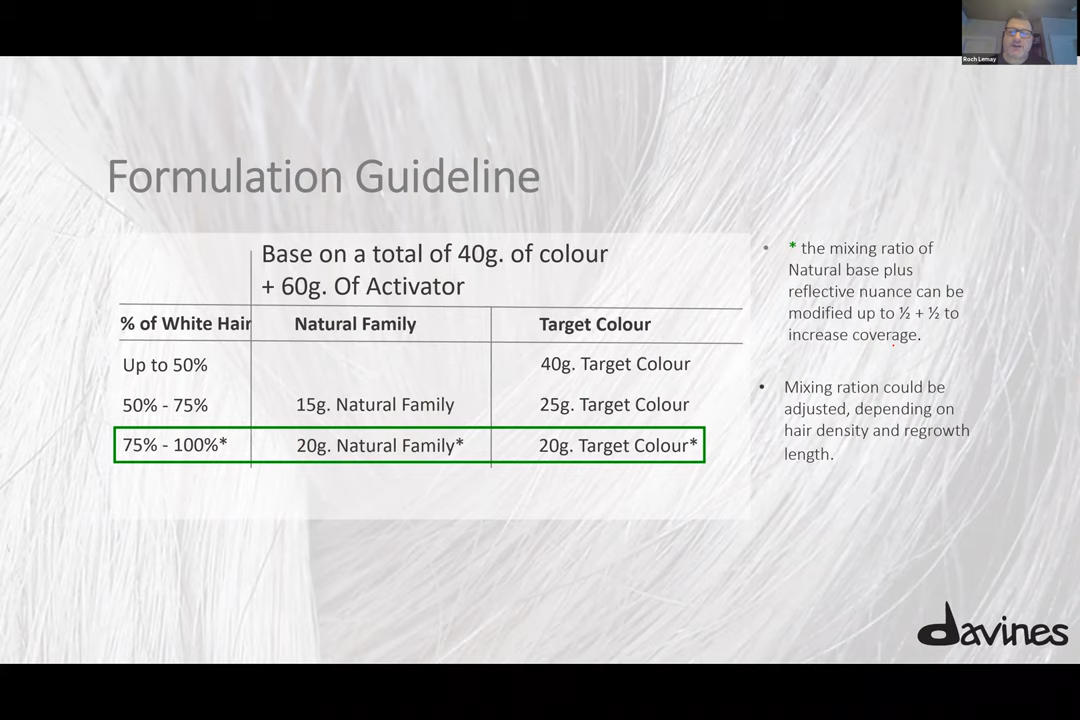 Roch Lemay
Formulation Guideline
Base on a total of 40g. of colour
+ 60g. Of Activator
% of White Hair Natural Family Target Colour
Up to 50% 40g. Target Colour
50% - 75% 15g. Natural Family 25g. Target Colour
75% - 100%* 20g. Natural Family* 20g. Target Colour*
• * the mixing ratio of
Natural base plus
reflective nuance can be
modified up to ½ + ½ to
increase coverage.
• Mixing ration could be
adjusted, depending on
hair density and regrowth
length.
davines